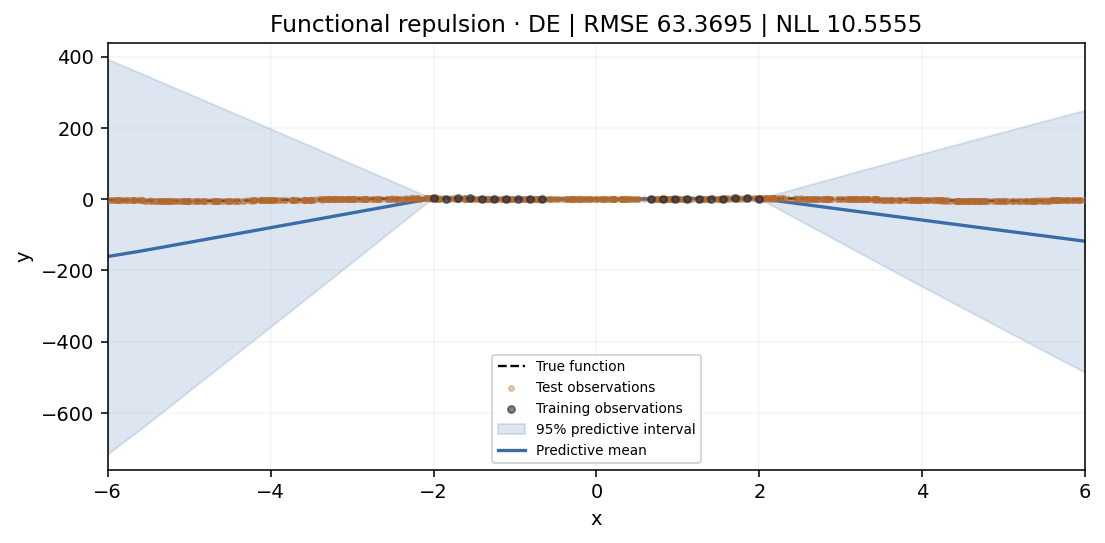 Functional repulsion · DE | RMSE 63.3695 | NLL 10.5555
400
200
0
−200
−400
−600
y
True function
Test observations
Training observations
95% predictive interval
Predictive mean
−6 −4 −2 0 2 4 6
x